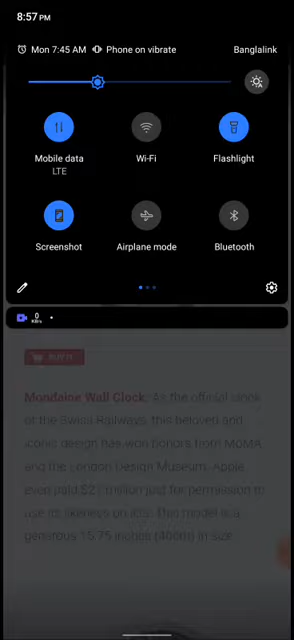 8:57 PM
Mon 7:45 AM Phone on vibrate Banglalink
Mobile data
LTE
Wi-Fi
Flashlight
Screenshot
Airplane mode
Bluetooth
0
KB/s
BUY IT
Mondaine Wall Clock: As the official clock
of the Swiss Railways, this beloved and
iconic design has won honors from MoMA
and the London Design Museum. Apple
even paid $21 million just for permission to
use its likeness on iOS. This model is a
generous 15.75 inches (40cm) in size.